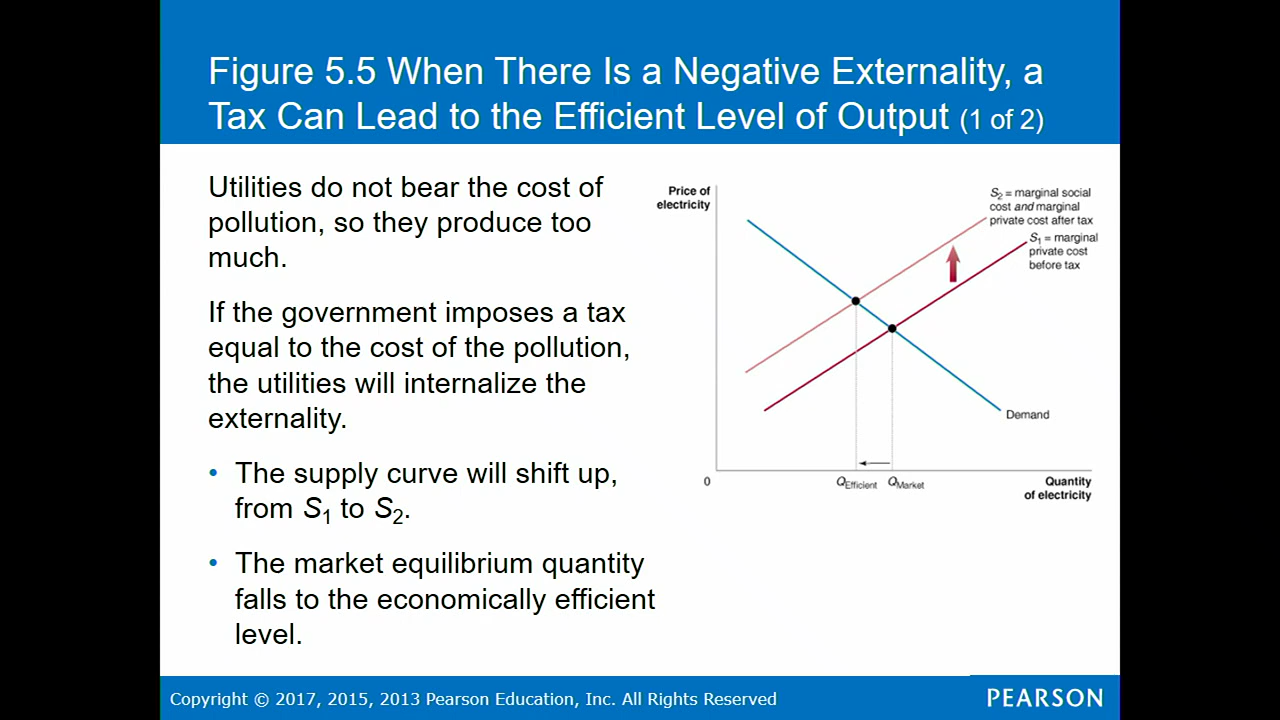 Figure 5.5 When There Is a Negative Externality, a
Tax Can Lead to the Efficient Level of Output (1 of 2)
Utilities do not bear the cost of
pollution, so they produce too
much.
If the government imposes a tax
equal to the cost of the pollution,
the utilities will internalize the
externality.
• The supply curve will shift up,
from S1 to S2.
• The market equilibrium quantity
falls to the economically efficient
level.
Price of
electricity
S2 = marginal social
cost and marginal
private cost after tax
S1 = marginal
private cost
before tax
Demand
0
QEfficient
QMarket
Quantity
of electricity
Copyright © 2017, 2015, 2013 Pearson Education, Inc. All Rights Reserved
PEARSON